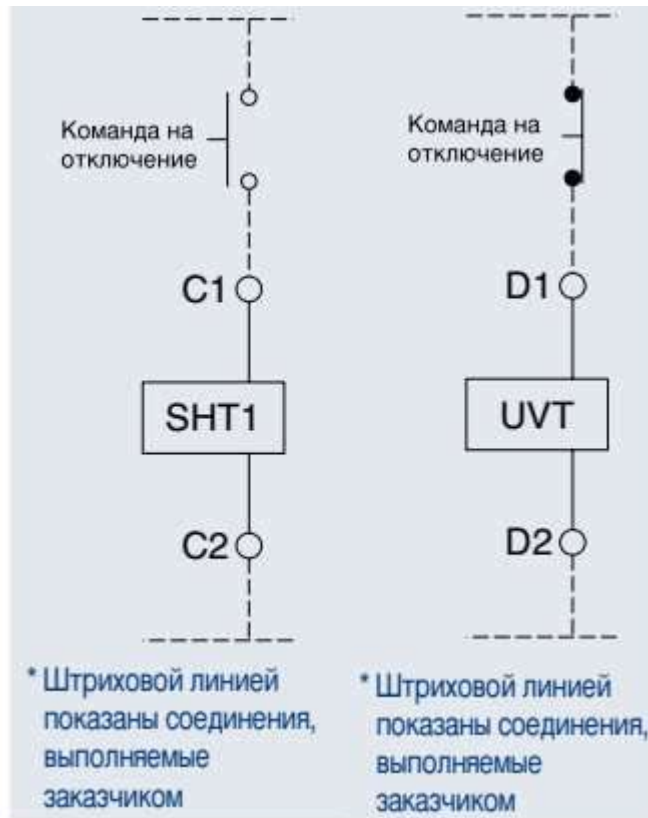 Команда на
отключение
C1
SHT1
C2
* Штриховой линией
показаны соединения,
выполняемые
заказчиком
Команда на
отключение
D1
UVT
D2
* Штриховой линией
показаны соединения,
выполняемые
заказчиком